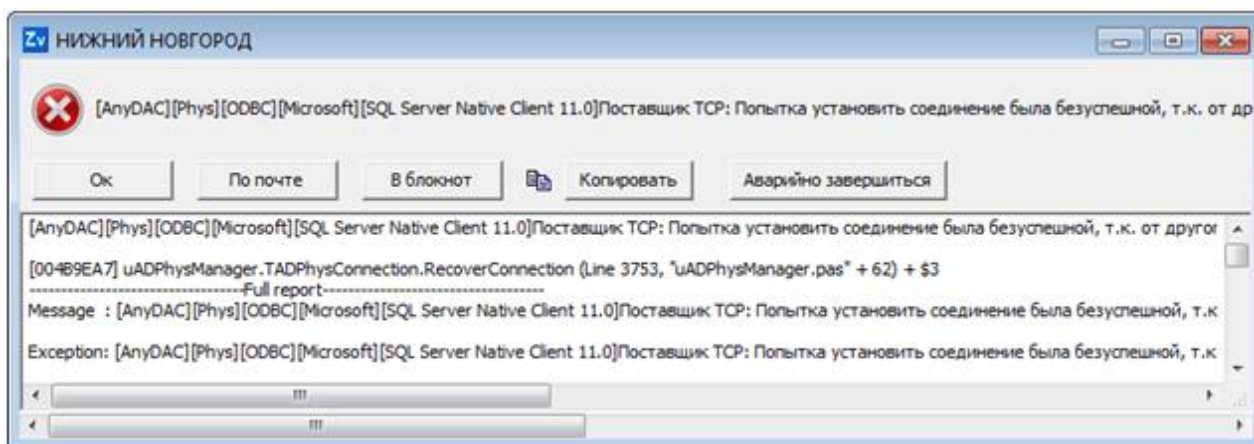 Zv НИЖНИЙ НОВГОРОД
[AnyDAC][Phys][ODBC][Microsoft][SQL Server Native Client 11.0]Поставщик TCP: Попытка установить соединение была безуспешной, т.к. от др
Ок По почте В блокнот Копировать Аварийно завершиться
[AnyDAC][Phys][ODBC][Microsoft][SQL Server Native Client 11.0]Поставщик TCP: Попытка установить соединение была безуспешной, т.к. от другог
[004B9EA7] uADPhysManager.TADPhysConnection.RecoverConnection (Line 3753, "uADPhysManager.pas" + 62) + $3
-----------------------------------Full report------------------------------------
Message : [AnyDAC][Phys][ODBC][Microsoft][SQL Server Native Client 11.0]Поставщик TCP: Попытка установить соединение была безуспешной, т.к
Exception: [AnyDAC][Phys][ODBC][Microsoft][SQL Server Native Client 11.0]Поставщик TCP: Попытка установить соединение была безуспешной, т.к